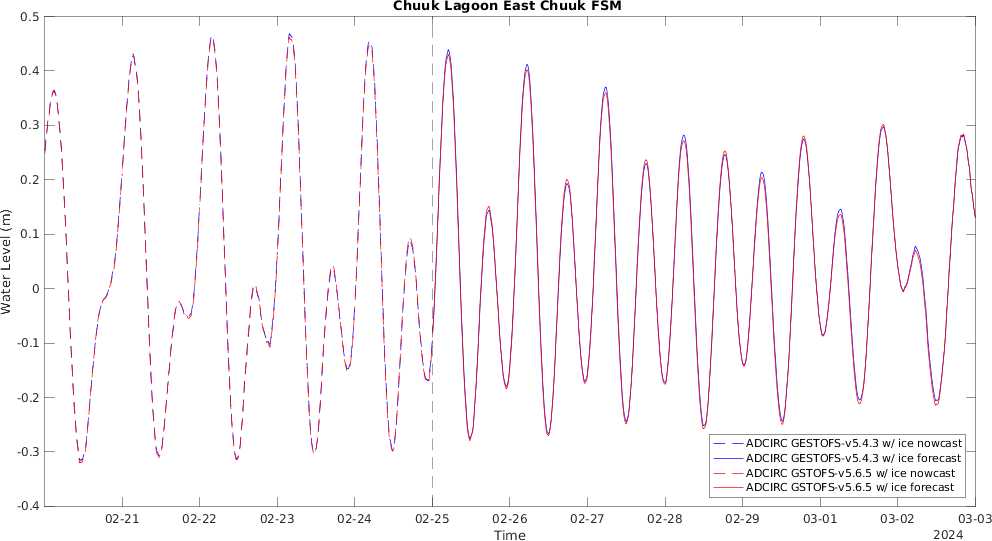 Chuuk Lagoon East Chuuk FSM
0.5
0.4
0.3
0.2
0.1
0
-0.1
-0.2
-0.3
-0.4
Water Level (m)
ADCIRC GESTOFS-v5.4.3 w/ ice nowcast
ADCIRC GESTOFS-v5.4.3 w/ ice forecast
ADCIRC GSTOFS-v5.6.5 w/ ice nowcast
ADCIRC GSTOFS-v5.6.5 w/ ice forecast
02-21 02-22 02-23 02-24 02-25 02-26 02-27 02-28 02-29 03-01 03-02 03-03
Time
2024